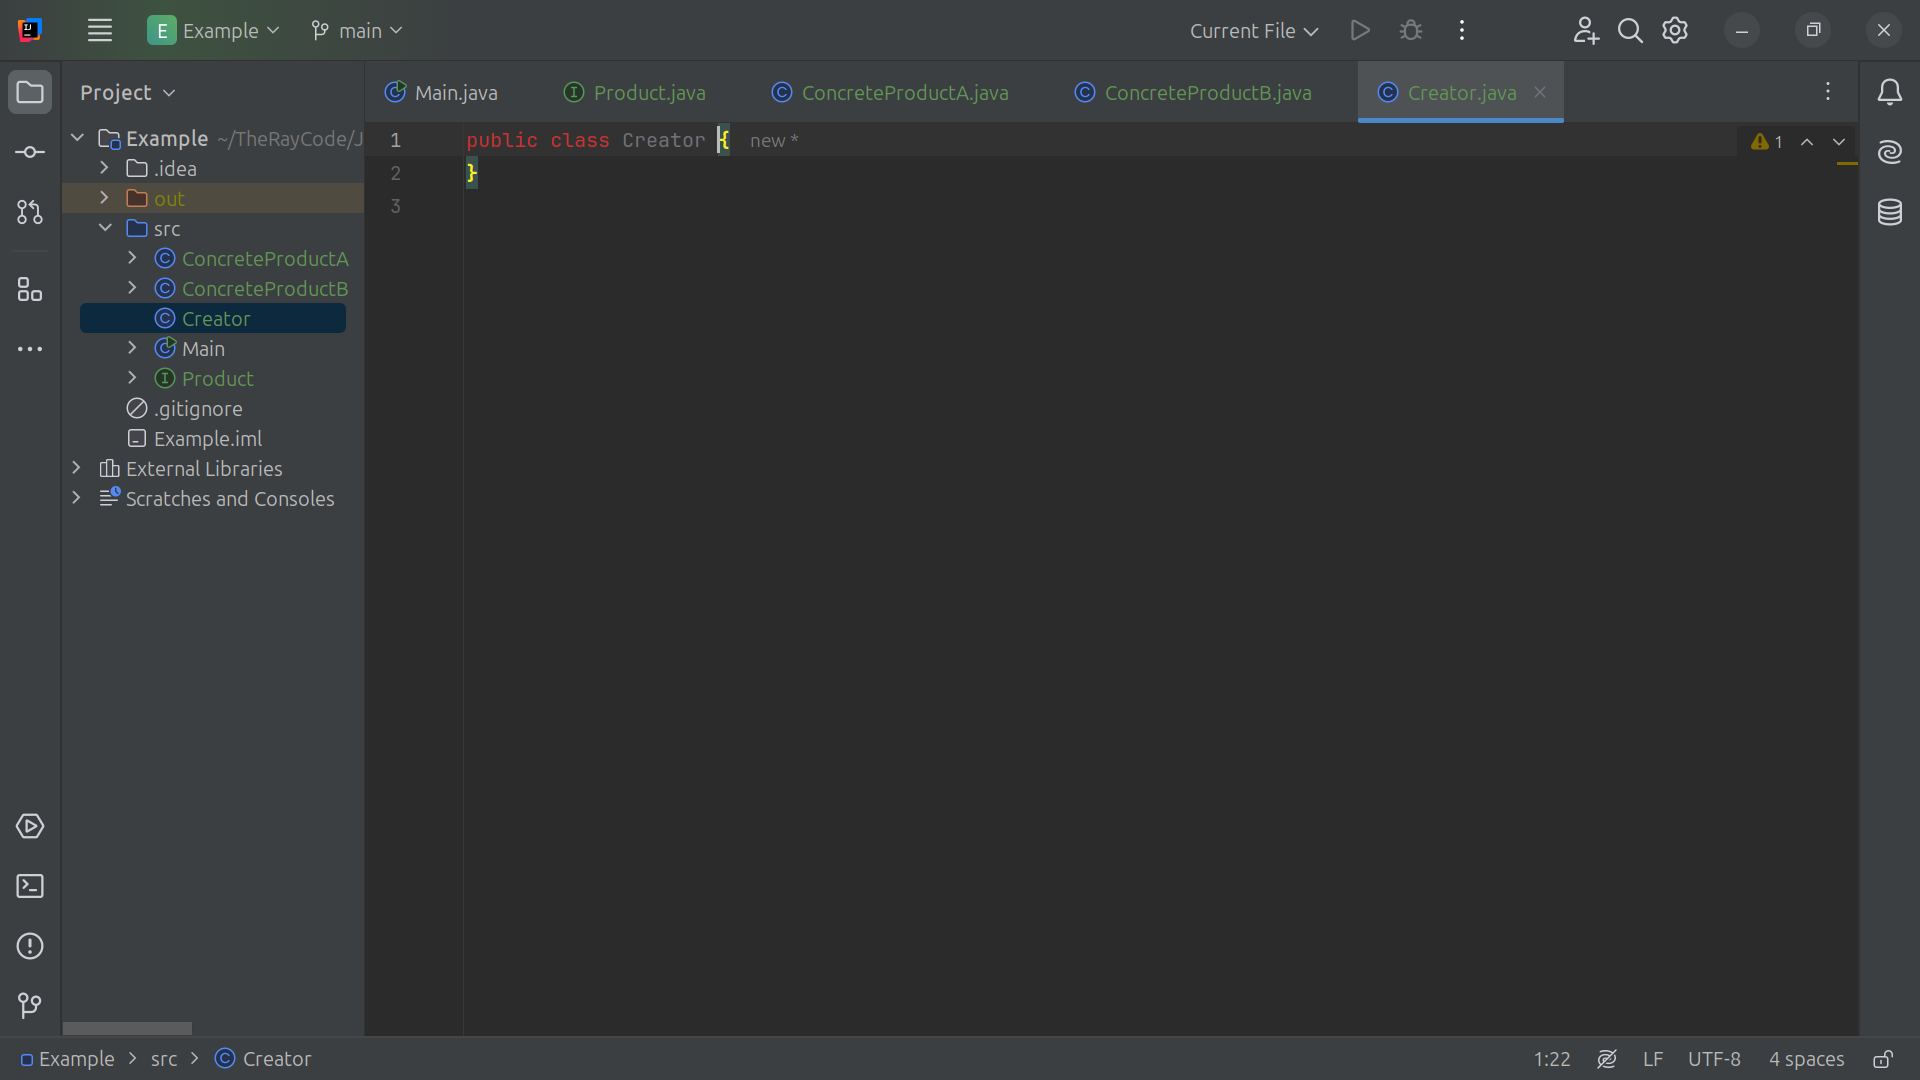 Example
main
Current File
Project
Main.java
Product.java
ConcreteProductA.java
ConcreteProductB.java
Creator.java
Example ~/TheRayCode/J
.idea
out
src
ConcreteProductA
ConcreteProductB
Creator
Main
Product
.gitignore
Example.iml
External Libraries
Scratches and Consoles
1 public class Creator { new *
2 }
3
1
Example > src > Creator
1:22 LF UTF-8 4 spaces